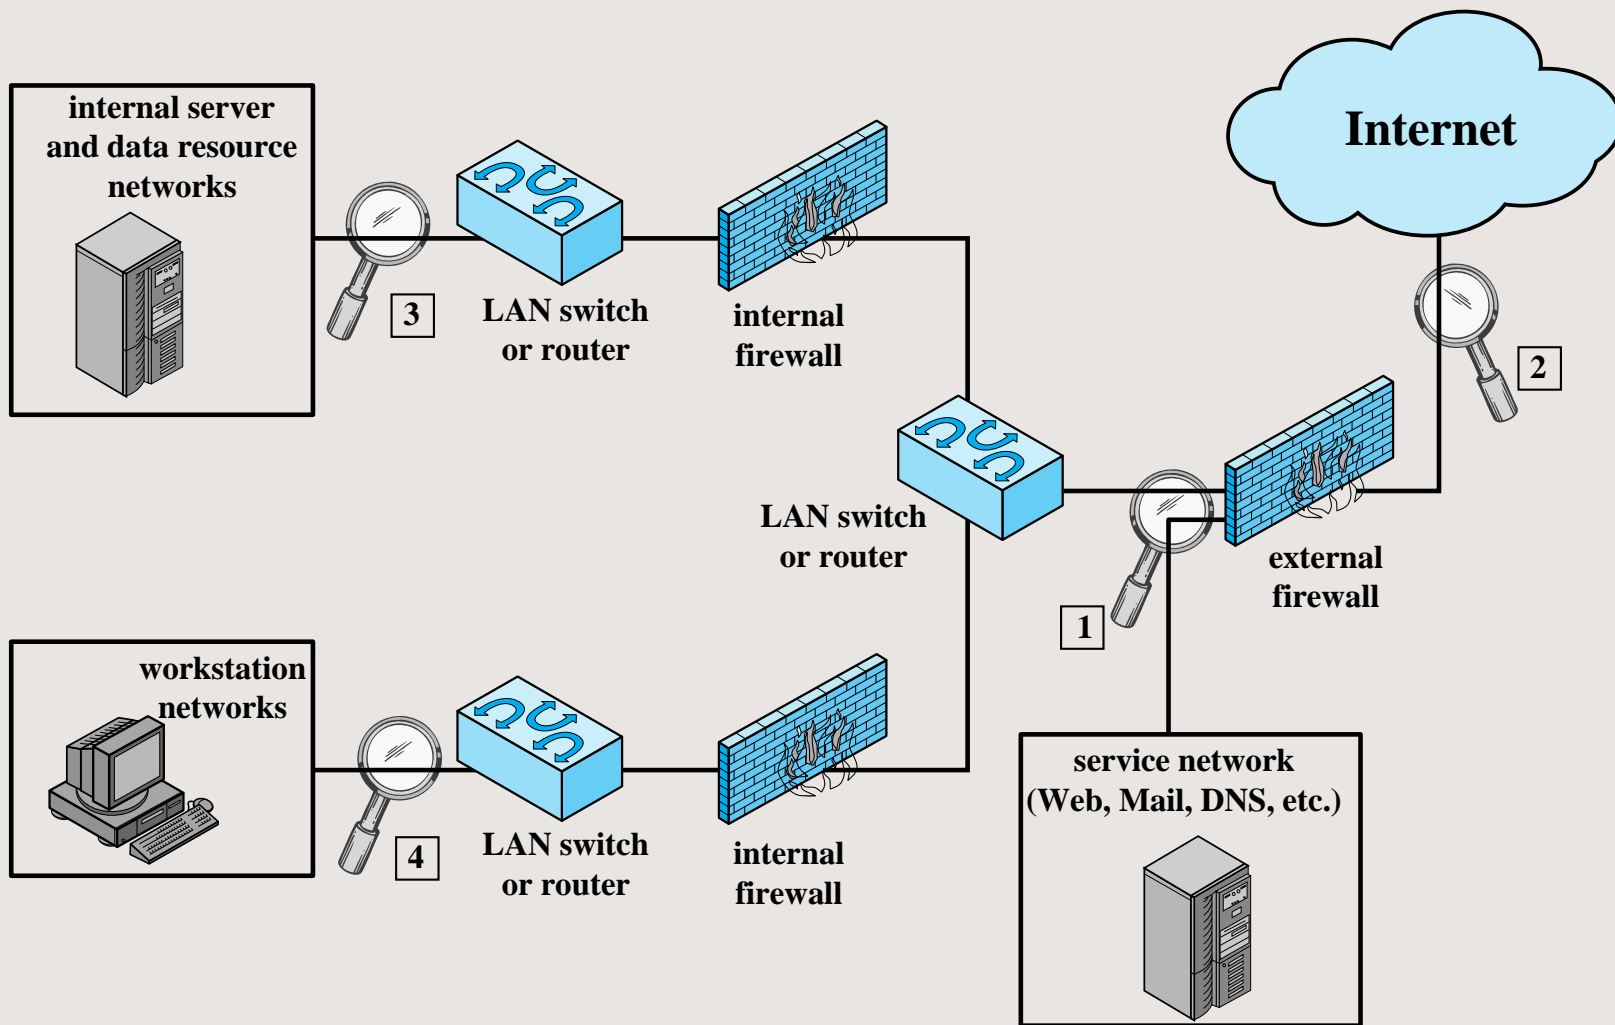 internal server
and data resource
networks
3
LAN switch
or router
internal
firewall
Internet
2
LAN switch
or router
1
external
firewall
workstation
networks
4
LAN switch
or router
internal
firewall
service network
(Web, Mail, DNS, etc.)